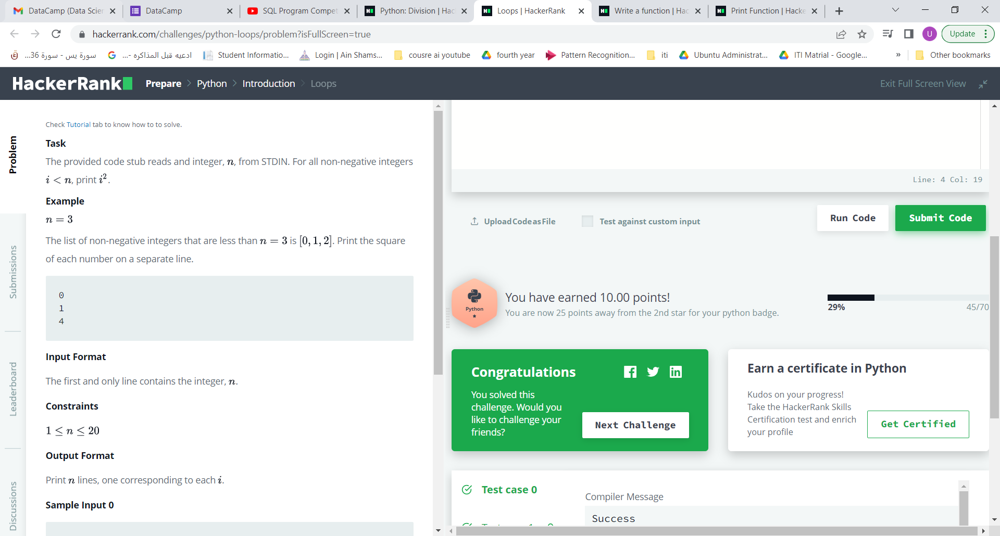 DataCamp (Data Scien
DataCamp
SQL Program Compet
Python: Division | Hac
Loops | HackerRank
Write a function | Hac
Print Function | Hacke
hackerrank.com/challenges/python-loops/problem?isFullScreen=true
U
Update
سورة يس - سورة 36...
ادعيه قبل المذاكره -...
Student Informatio...
Login | Ain Shams...
cousre ai youtube
fourth year
Pattern Recognition...
iti
Ubuntu Administrat...
ITI Matrial - Google...
»
Other bookmarks
HackerRank
Prepare > Python > Introduction > Loops
Exit Full Screen View
Problem
Submissions
Leaderboard
Discussions
Check Tutorial tab to know how to to solve.
Task
The provided code stub reads and integer, n, from STDIN. For all non-negative integers
i < n, print i².
Example
n = 3
The list of non-negative integers that are less than n = 3 is [0, 1, 2]. Print the square
of each number on a separate line.
0
1
4
Input Format
The first and only line contains the integer, n.
Constraints
1 ≤ n ≤ 20
Output Format
Print n lines, one corresponding to each i.
Sample Input 0
Line: 4 Col: 19
Upload Code as File
Test against custom input
Run Code
Submit Code
Python
You have earned 10.00 points!
You are now 25 points away from the 2nd star for your python badge.
29%
45/70
Congratulations
You solved this
challenge. Would you
like to challenge your
friends?
Next Challenge
Earn a certificate in Python
Kudos on your progress!
Take the HackerRank Skills
Certification test and enrich
your profile
Get Certified
Test case 0
Compiler Message
Success